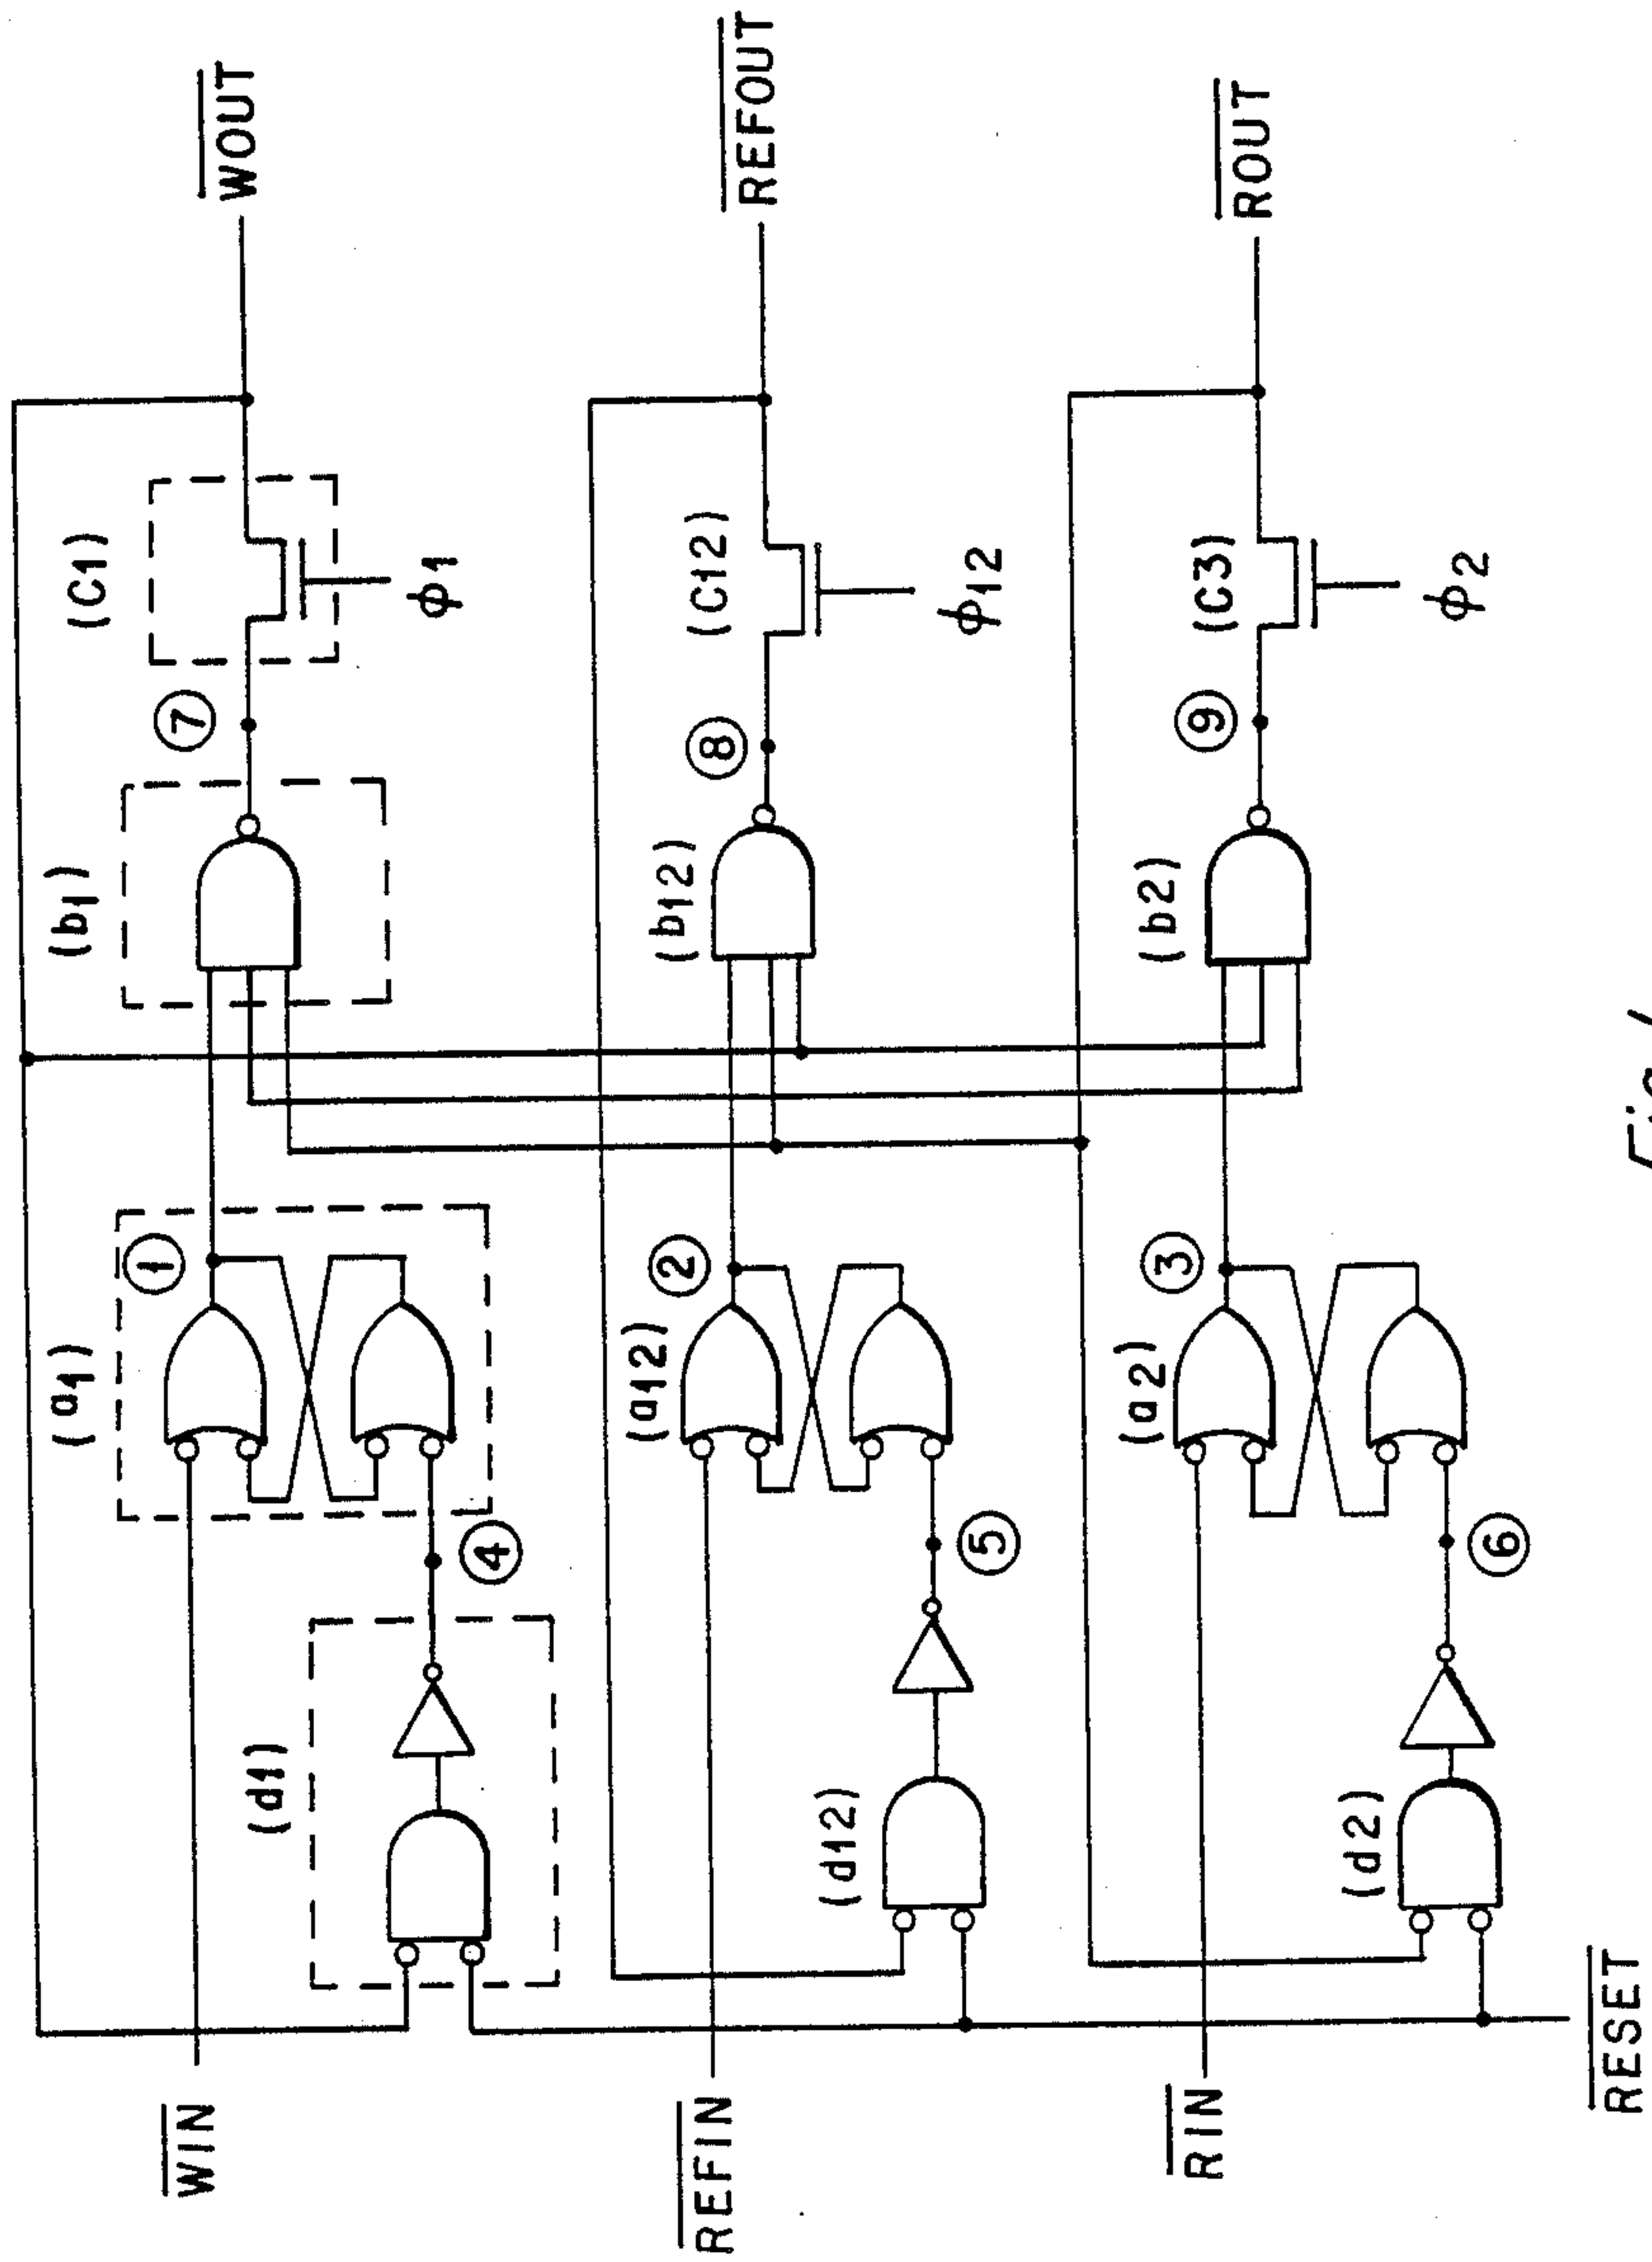 (a1)
(b1)
(C1)
WIN
(d1)
①
⑦
WOUT
④
ϕ1
REFIN
(a12)
②
(b12)
⑧
(C12)
REFOUT
(d12)
⑤
ϕ12
RIN
(a2)
③
(b2)
⑨
(C3)
ROUT
(d2)
⑥
ϕ2
RESET
Fig.